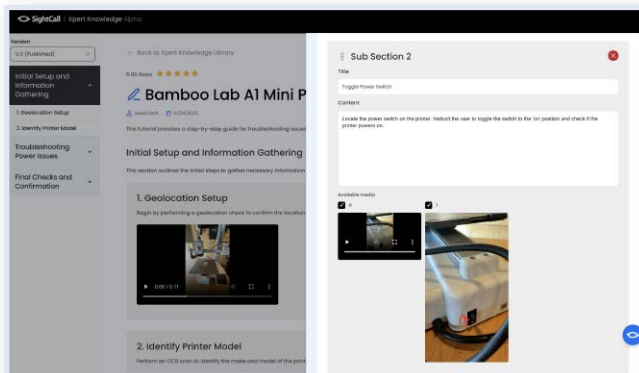 SightCall | Xpert Knowledge Alpha
Version
V.3 (Published)
Initial Setup and
Information
Gathering
1. Geolocation Setup
2. Identify Printer Model
Troubleshooting
Power Issues
Final Checks and
Confirmation
← Back to Xpert Knowledge Library
0.00 Stars
Bamboo Lab A1 Mini P
This tutorial provides a step-by-step guide for troubleshooting issues
Initial Setup and Information Gathering
This section outlines the initial steps to gather necessary information
1. Geolocation Setup
Begin by performing a geolocation check to confirm the location
0:00 / 0:11
2. Identify Printer Model
Perform an OCR scan to identify the make and model of the print
Sub Section 2
Title
Toggle Power Switch
Content
Locate the power switch on the printer. Instruct the user to toggle the switch to the 'on' position and check if the
printer powers on.
Available media
0
1